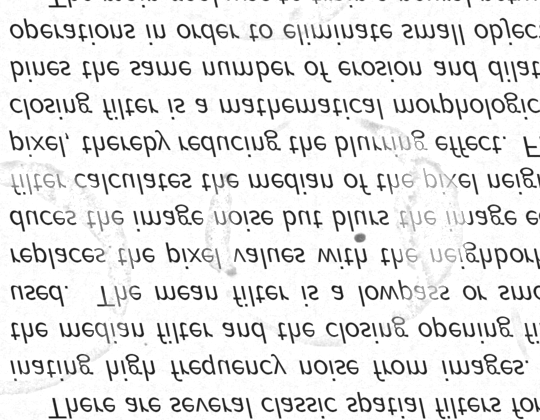 There are several classic spatial filters for
inating high frequency noise from images.
the median filter and the closing opening fi
used. The mean filter is a lowpass or smo
replaces the pixel values with the neighborh
duces the image noise but blurs the image e
filter calculates the median of the pixel neigh
pixel, thereby reducing the blurring effect. F
closing filter is a mathematical morphologic
bines the same number of erosion and dilat
operations in order to eliminate small object